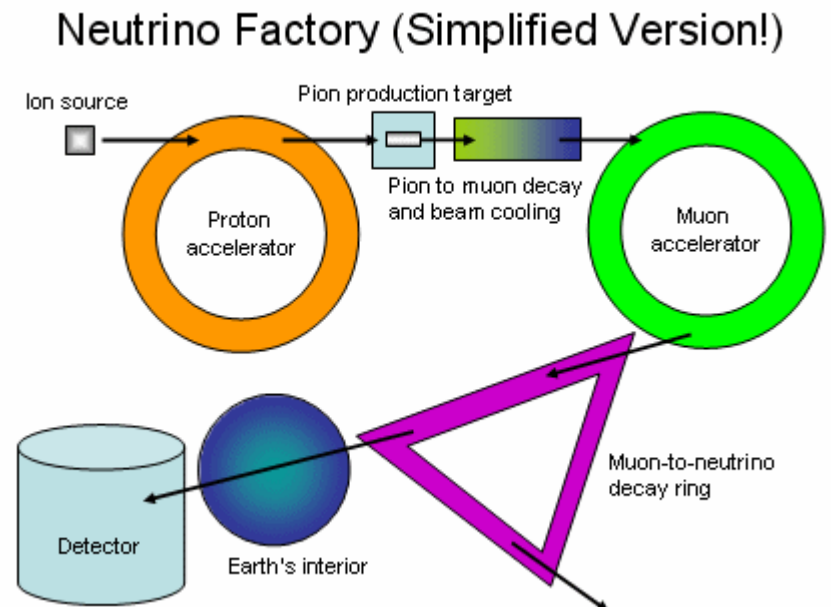 Neutrino Factory (Simplified Version!)
Ion source
Pion production target
Pion to muon decay
and beam cooling
Proton
accelerator
Muon
accelerator
Muon-to-neutrino
decay ring
Detector
Earth's interior